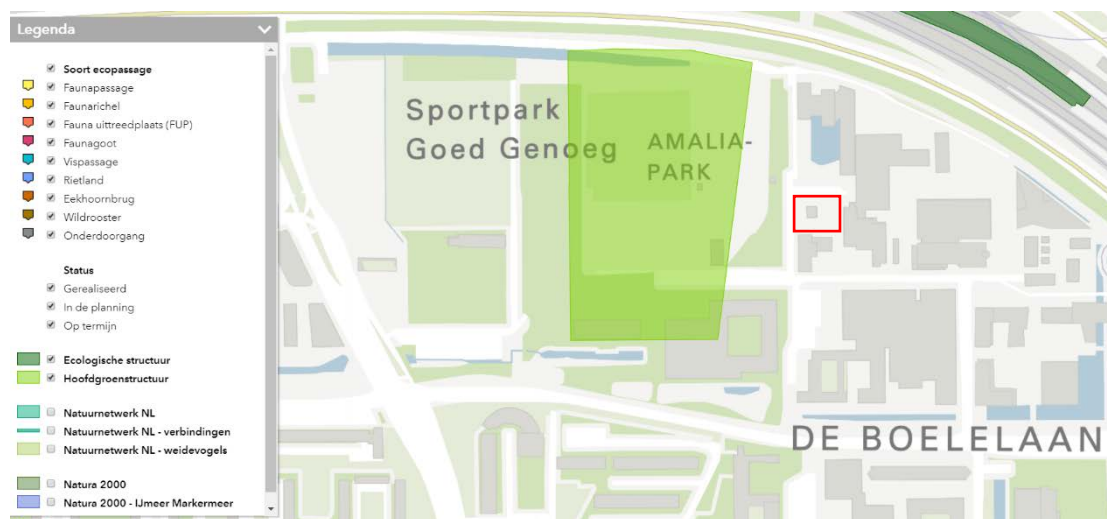 Legenda
Soort ecopassage
Faunapassage
Faunarichel
Fauna uittreedplaats (FUP)
Faunagoot
Vispassage
Rietland
Eekhoornbrug
Wildrooster
Onderdoorgang
Status
Gerealiseerd
In de planning
Op termijn
Ecologische structuur
Hoofdgroenstructuur
Natuurnetwerk NL
Natuurnetwerk NL - verbindingen
Natuurnetwerk NL - weidevogels
Natura 2000
Natura 2000 - IJmeer Markermeer
Sportpark
Goed Genoeg
AMALIA-
PARK
DE BOELELAAN